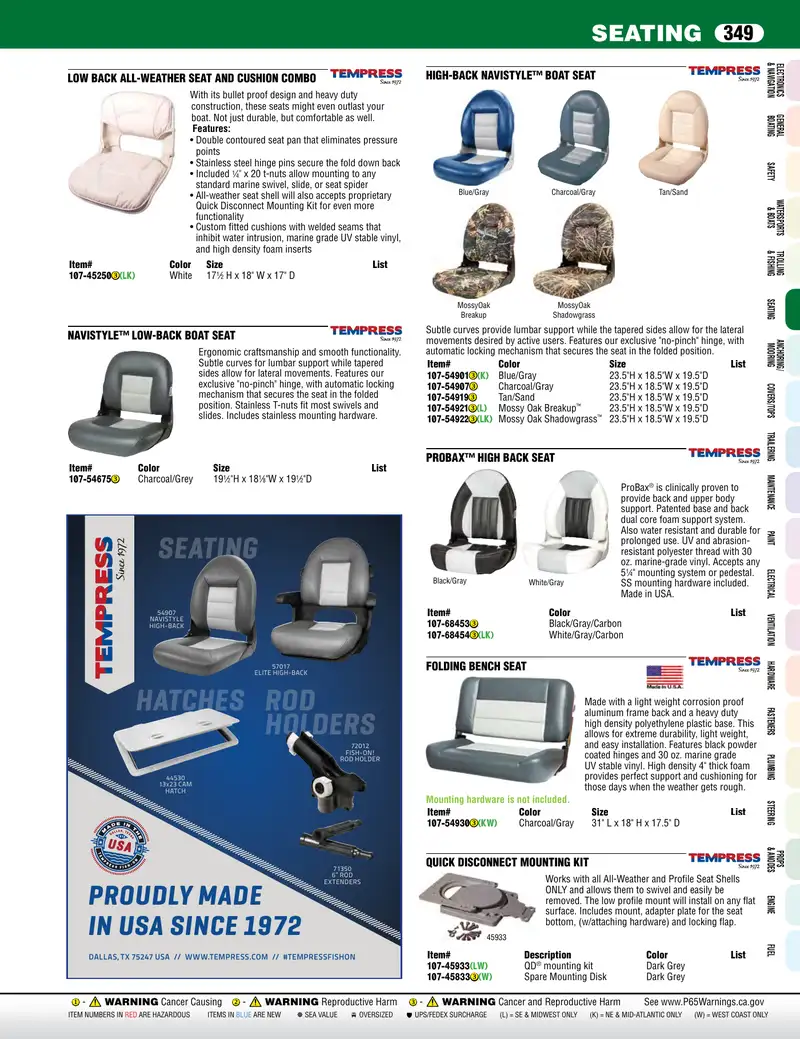 SEATING 349
LOW BACK ALL-WEATHER SEAT AND CUSHION COMBO
TEMPRESS
Since 1972
With its bullet proof design and heavy duty
construction, these seats might even outlast your
boat. Not just durable, but comfortable as well.
Features:
• Double contoured seat pan that eliminates pressure
points
• Stainless steel hinge pins secure the fold down back
• Included ¼" x 20 t-nuts allow mounting to any
standard marine swivel, slide, or seat spider
• All-weather seat shell will also accepts proprietary
Quick Disconnect Mounting Kit for even more
functionality
• Custom fitted cushions with welded seams that
inhibit water intrusion, marine grade UV stable vinyl,
and high density foam inserts
Item# Color Size List
107-45250③(LK) White 17½ H x 18" W x 17" D
NAVISTYLE™ LOW-BACK BOAT SEAT
TEMPRESS
Since 1972
Ergonomic craftsmanship and smooth functionality.
Subtle curves for lumbar support while tapered
sides allow for lateral movements. Features our
exclusive "no-pinch" hinge, with automatic locking
mechanism that secures the seat in the folded
position. Stainless T-nuts fit most swivels and
slides. Includes stainless mounting hardware.
Item# Color Size List
107-54675③ Charcoal/Grey 19½"H x 18⅛"W x 19½"D
TEMPRESS
Since 1972
SEATING
54907
NAVISTYLE
HIGH-BACK
57017
ELITE HIGH-BACK
HATCHES
ROD
HOLDERS
72012
FISH-ON!
ROD HOLDER
44530
13x23 CAM
HATCH
MADE IN THE
USA
TEMPRESS FISH-ON
71350
6" ROD
EXTENDERS
PROUDLY MADE
IN USA SINCE 1972
DALLAS, TX 75247 USA // WWW.TEMPRESS.COM // #TEMPRESSFISHON
HIGH-BACK NAVISTYLE™ BOAT SEAT
TEMPRESS
Since 1972
Blue/Gray Charcoal/Gray Tan/Sand
MossyOak
Breakup
MossyOak
Shadowgrass
Subtle curves provide lumbar support while the tapered sides allow for the lateral
movements desired by active users. Features our exclusive "no-pinch" hinge, with
automatic locking mechanism that secures the seat in the folded position.
Item# Color Size List
107-54901③(K) Blue/Gray 23.5"H x 18.5"W x 19.5"D
107-54907③ Charcoal/Gray 23.5"H x 18.5"W x 19.5"D
107-54919③ Tan/Sand 23.5"H x 18.5"W x 19.5"D
107-54921③(L) Mossy Oak Breakup™ 23.5"H x 18.5"W x 19.5"D
107-54922③(LK) Mossy Oak Shadowgrass™ 23.5"H x 18.5"W x 19.5"D
PROBAX™ HIGH BACK SEAT
TEMPRESS
Since 1972
Black/Gray White/Gray
ProBax® is clinically proven to
provide back and upper body
support. Patented base and back
dual core foam support system.
Also water resistant and durable for
prolonged use. UV and abrasion-
resistant polyester thread with 30
oz. marine-grade vinyl. Accepts any
5¼" mounting system or pedestal.
SS mounting hardware included.
Made in USA.
Item# Color List
107-68453③ Black/Gray/Carbon
107-68454③(LK) White/Gray/Carbon
FOLDING BENCH SEAT
Made in U.S.A.
TEMPRESS
Since 1972
Made with a light weight corrosion proof
aluminum frame back and a heavy duty
high density polyethylene plastic base. This
allows for extreme durability, light weight,
and easy installation. Features black powder
coated hinges and 30 oz. marine grade
UV stable vinyl. High density 4" thick foam
provides perfect support and cushioning for
those days when the weather gets rough.
Mounting hardware is not included.
Item# Color Size List
107-54930③(KW) Charcoal/Gray 31" L x 18" H x 17.5" D
QUICK DISCONNECT MOUNTING KIT
TEMPRESS
Since 1972
Works with all All-Weather and Profile Seat Shells
ONLY and allows them to swivel and easily be
removed. The low profile mount will install on any flat
surface. Includes mount, adapter plate for the seat
bottom, (w/attaching hardware) and locking flap.
45933
Item# Description Color List
107-45933(LW) QD® mounting kit Dark Grey
107-45833③(W) Spare Mounting Disk Dark Grey
ELECTRONICS
& NAVIGATION
GENERAL
BOATING
SAFETY
WATERSPORTS
& BOATS
TROLLING
& FISHING
SEATING
ANCHORING/
MOORING
COVERS/TOPS
TRAILERING
MAINTENANCE
PAINT
ELECTRICAL
VENTILATION
HARDWARE
FASTENERS
PLUMBING
STEERING
PROPS
& ANODES
ENGINE
FUEL
① - WARNING Cancer Causing ② - WARNING Reproductive Harm ③ - WARNING Cancer and Reproductive Harm See www.P65Warnings.ca.gov
ITEM NUMBERS IN RED ARE HAZARDOUS ITEMS IN BLUE ARE NEW SEA VALUE OVERSIZED UPS/FEDEX SURCHARGE (L) = SE & MIDWEST ONLY (K) = NE & MID-ATLANTIC ONLY (W) = WEST COAST ONLY